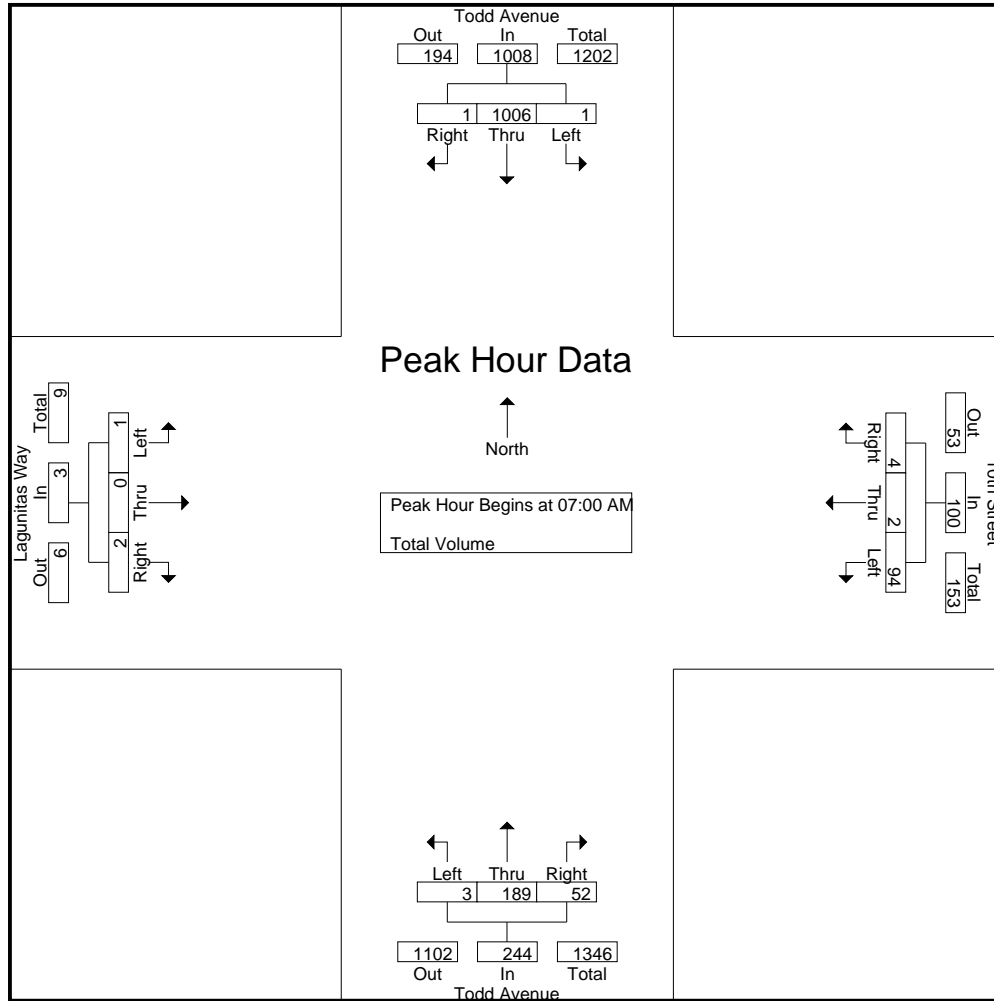 Todd Avenue
Out In Total
194 1008 1202
1 1006 1
Right Thru Left
Peak Hour Data
North
Peak Hour Begins at 07:00 AM
Total Volume
Lagunitas Way
Total In Out
9 3 6
1 0 2
Left Thru Right
Street
Out In Total
53 100 153
4 2 94
Right Thru Left
Left Thru Right
3 189 52
1102 244 1346
Out In Total
Todd Avenue